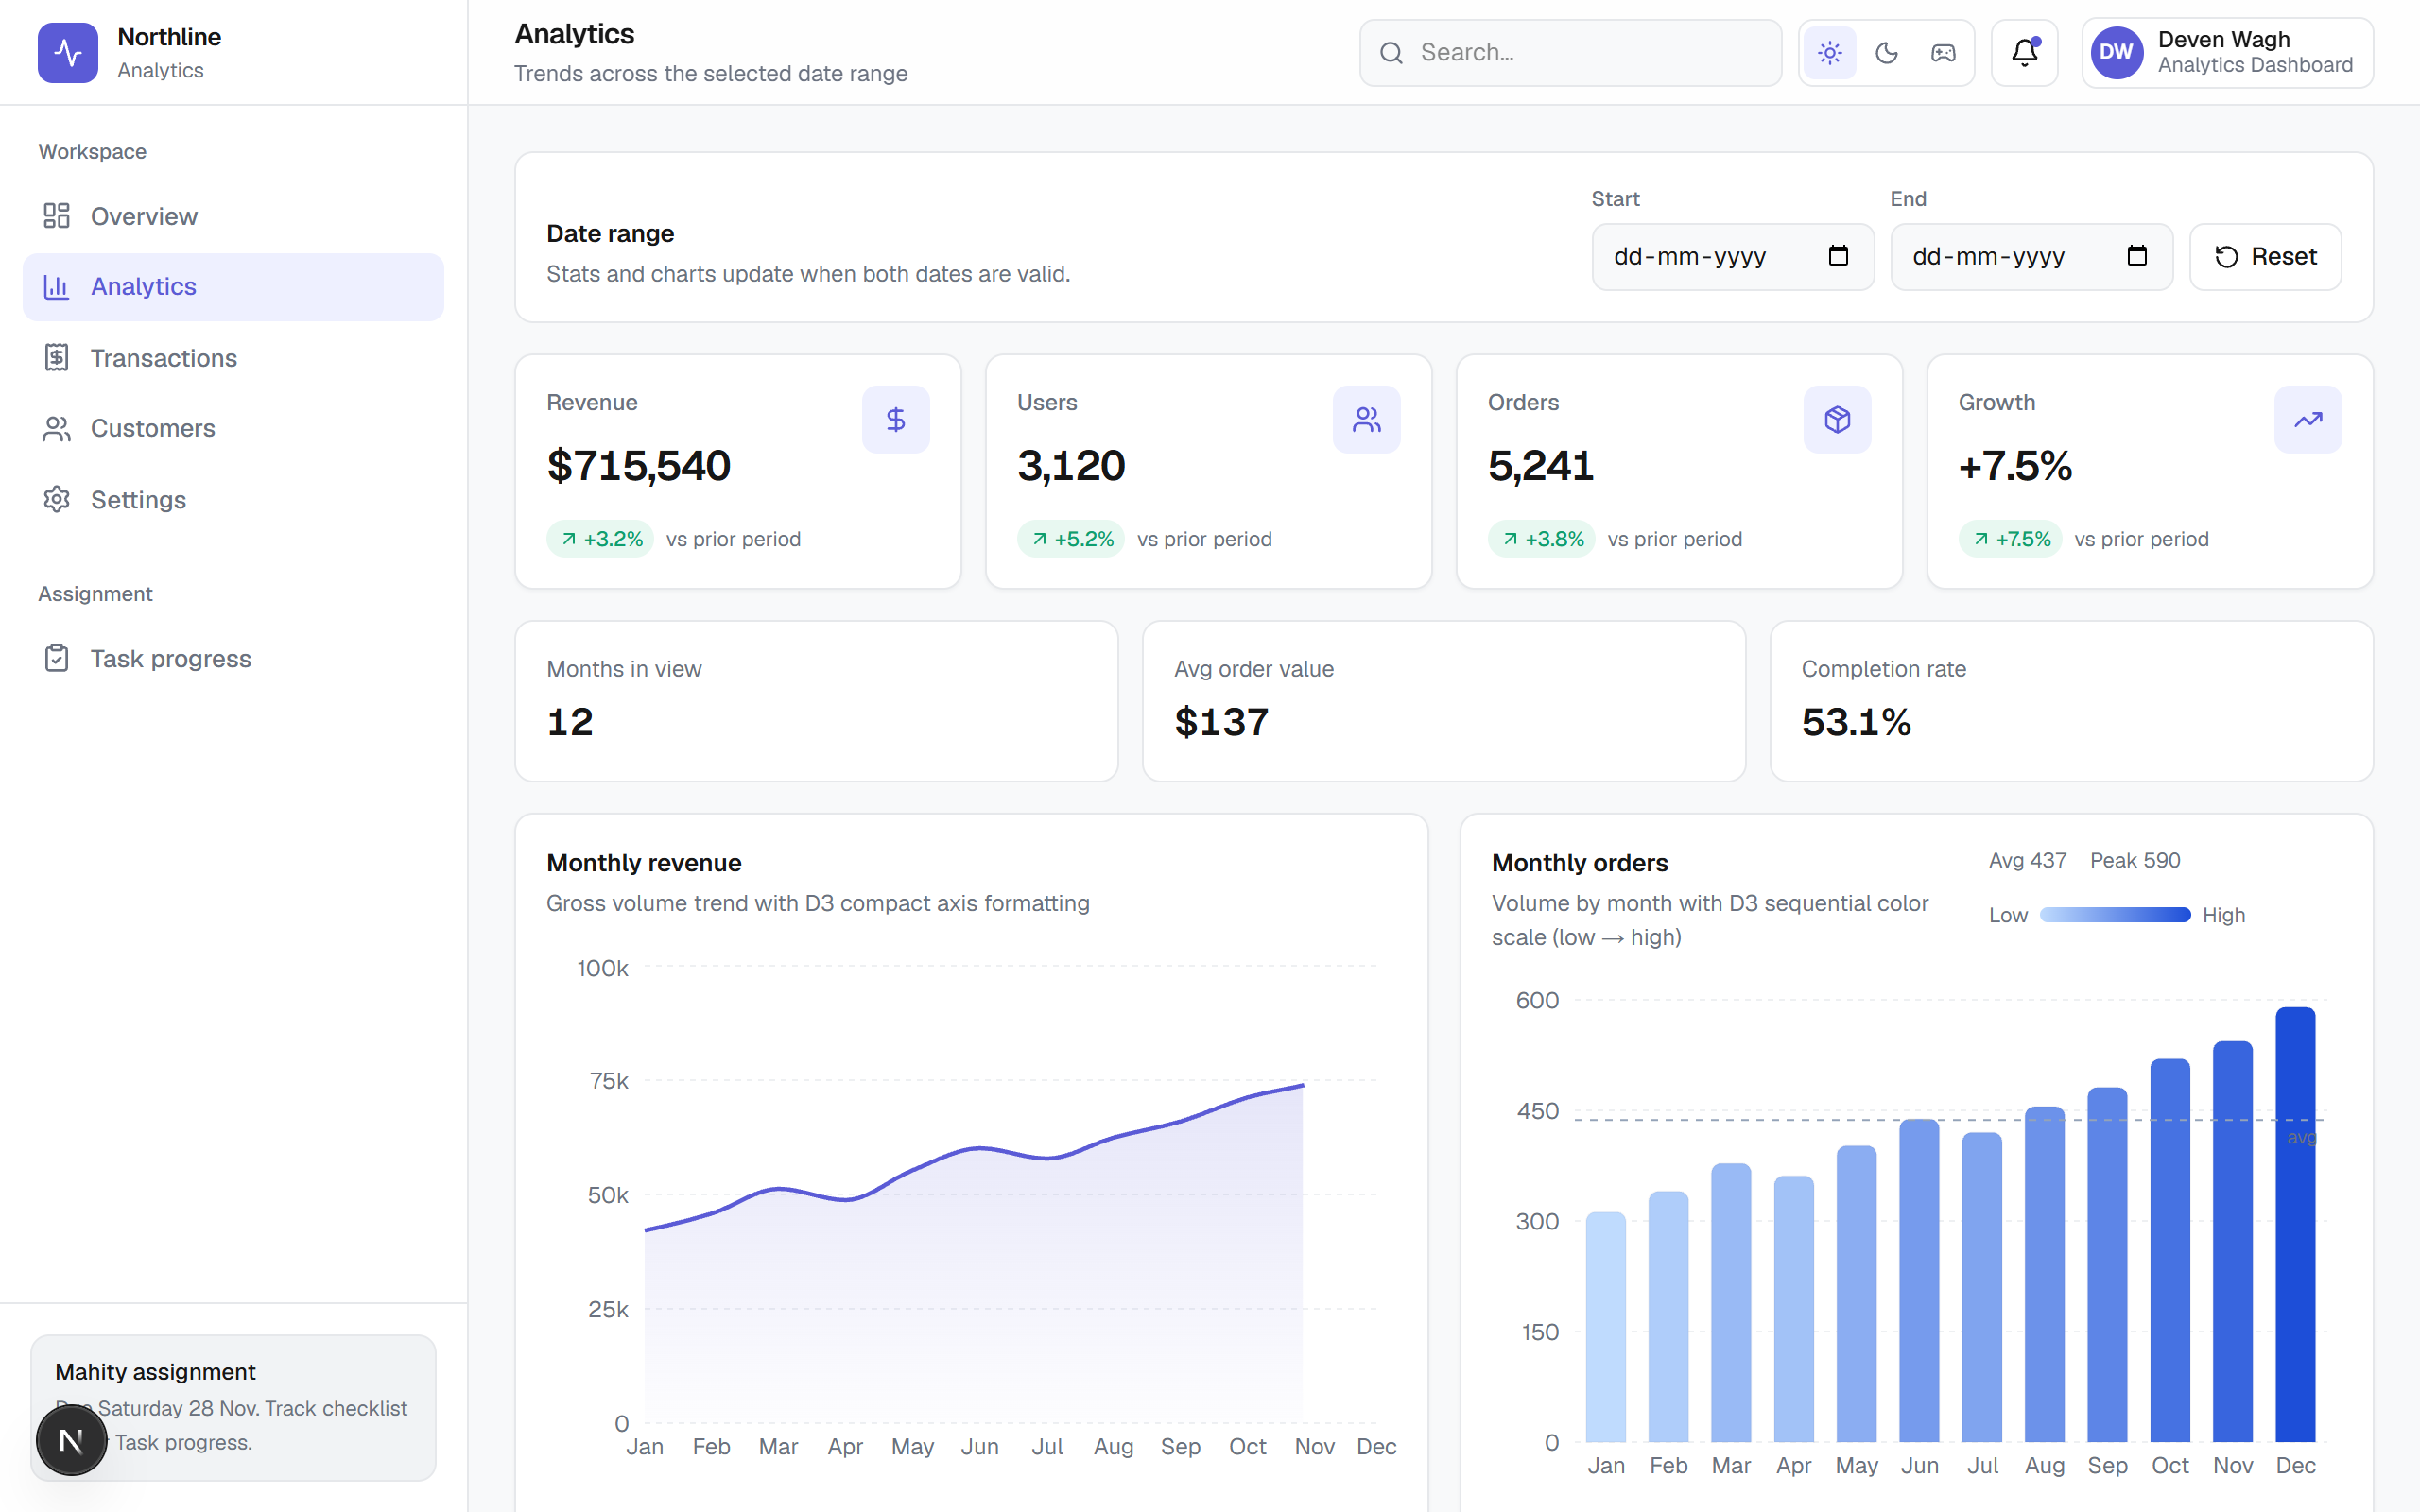 Northline
Analytics
Analytics
Trends across the selected date range
Search...
DW
Deven Wagh
Analytics Dashboard
Workspace
Overview
Analytics
Transactions
Customers
Settings
Assignment
Task progress
Mahity assignment
Saturday 28 Nov. Track checklist
Task progress.
N
Date range
Stats and charts update when both dates are valid.
Start
dd-mm-yyyy
End
dd-mm-yyyy
Reset
Revenue
$715,540
+3.2% vs prior period
Users
3,120
+5.2% vs prior period
Orders
5,241
+3.8% vs prior period
Growth
+7.5%
+7.5% vs prior period
Months in view
12
Avg order value
$137
Completion rate
53.1%
Monthly revenue
Gross volume trend with D3 compact axis formatting
100k
75k
50k
25k
0
Jan Feb Mar Apr May Jun Jul Aug Sep Oct Nov Dec
Monthly orders
Volume by month with D3 sequential color
scale (low → high)
Avg 437 Peak 590
Low High
600
450
avg
300
150
0
Jan Feb Mar Apr May Jun Jul Aug Sep Oct Nov Dec